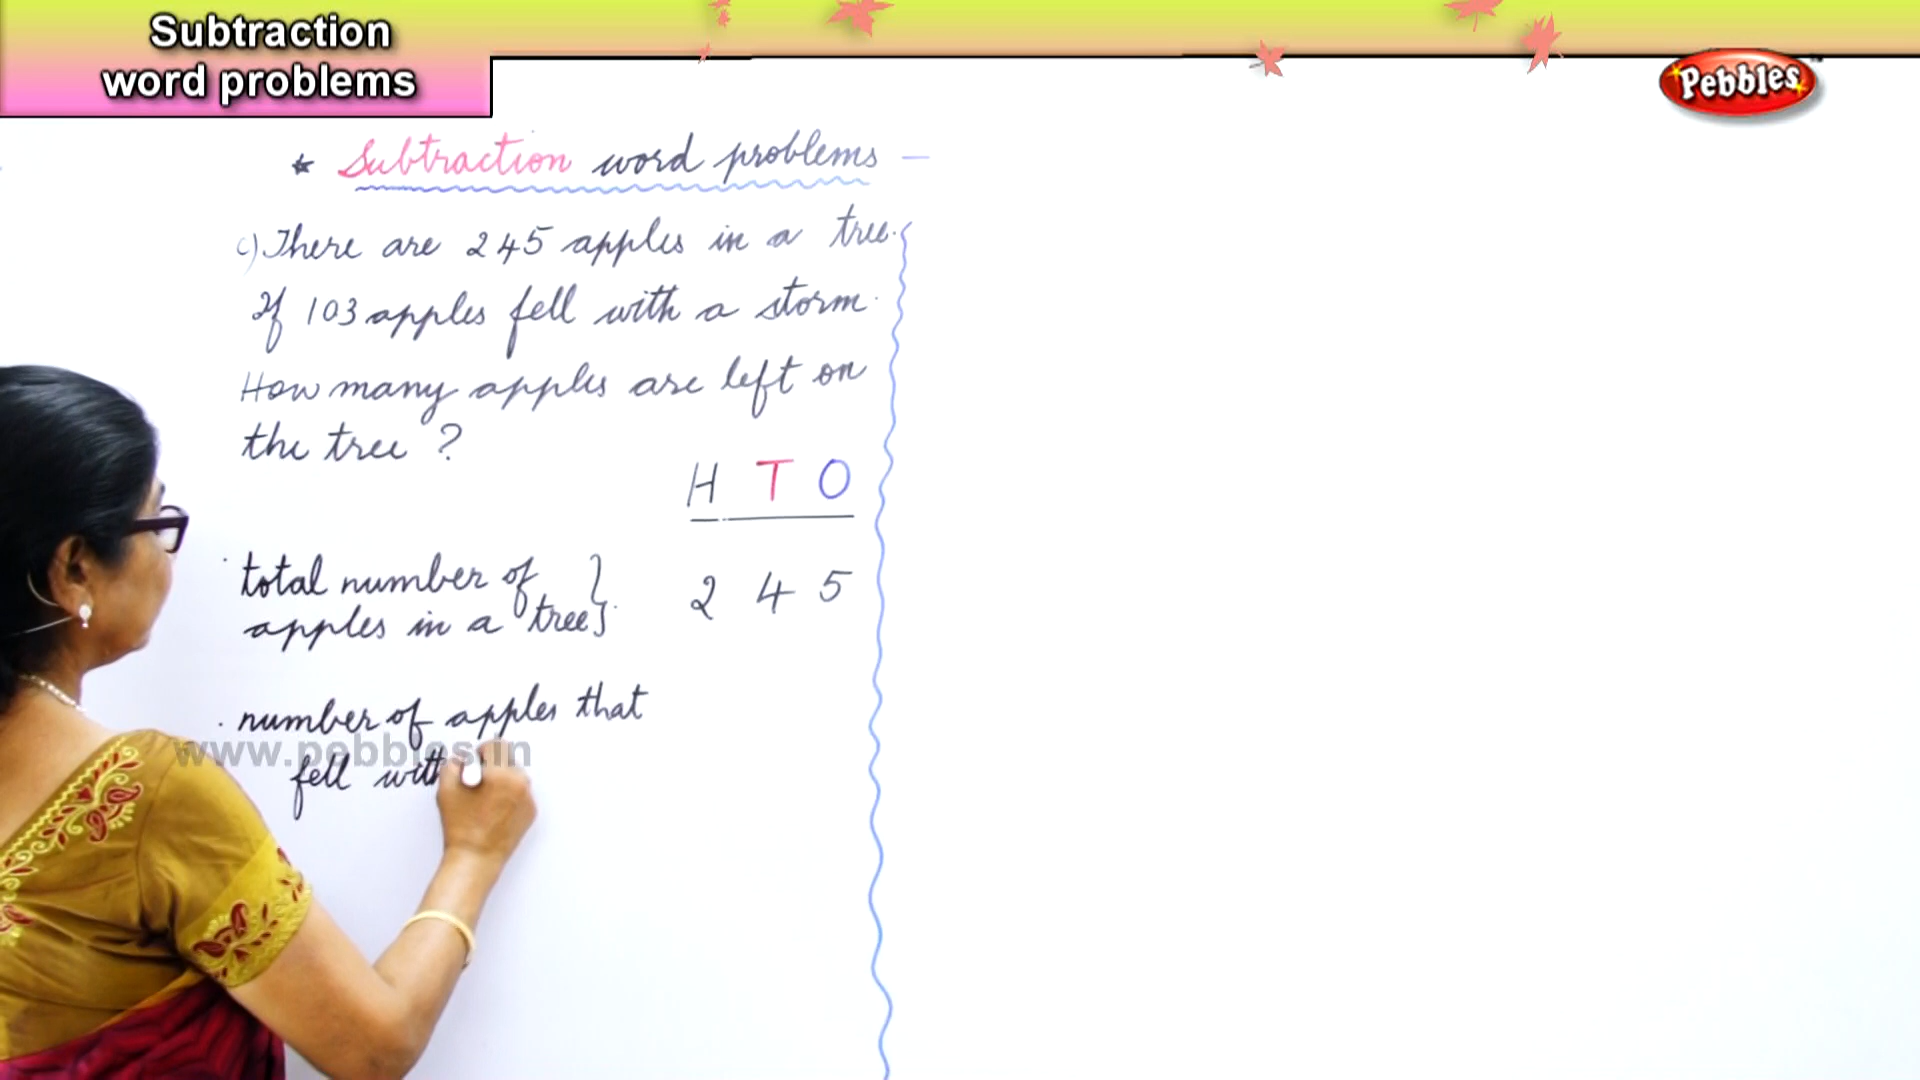 Subtraction
word problems
Pebbles
★ Subtraction word problems –
c) There are 245 apples in a tree.
If 103 apples fell with a storm.
How many apples are left on
the tree ?
H T O
total number of }
apples in a tree }. 2 4 5
number of apples that
www.pebbles.in
fell with